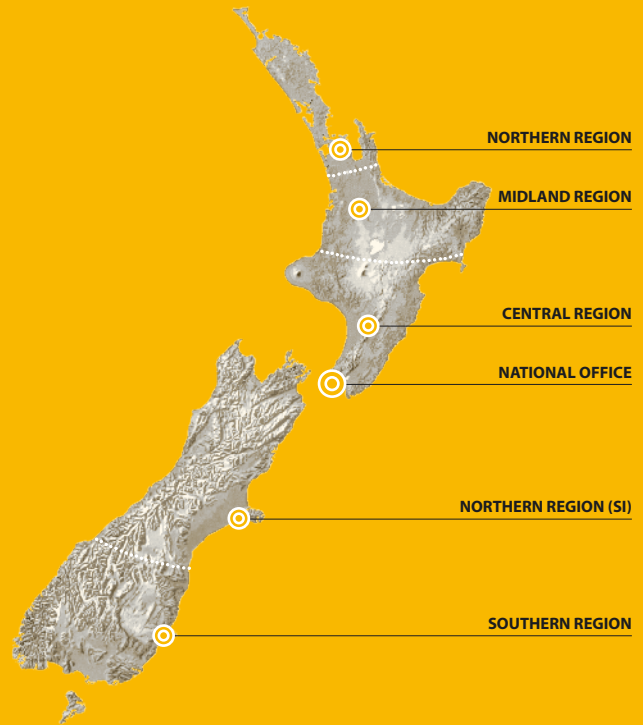 NORTHERN REGION
MIDLAND REGION
CENTRAL REGION
NATIONAL OFFICE
NORTHERN REGION (SI)
SOUTHERN REGION